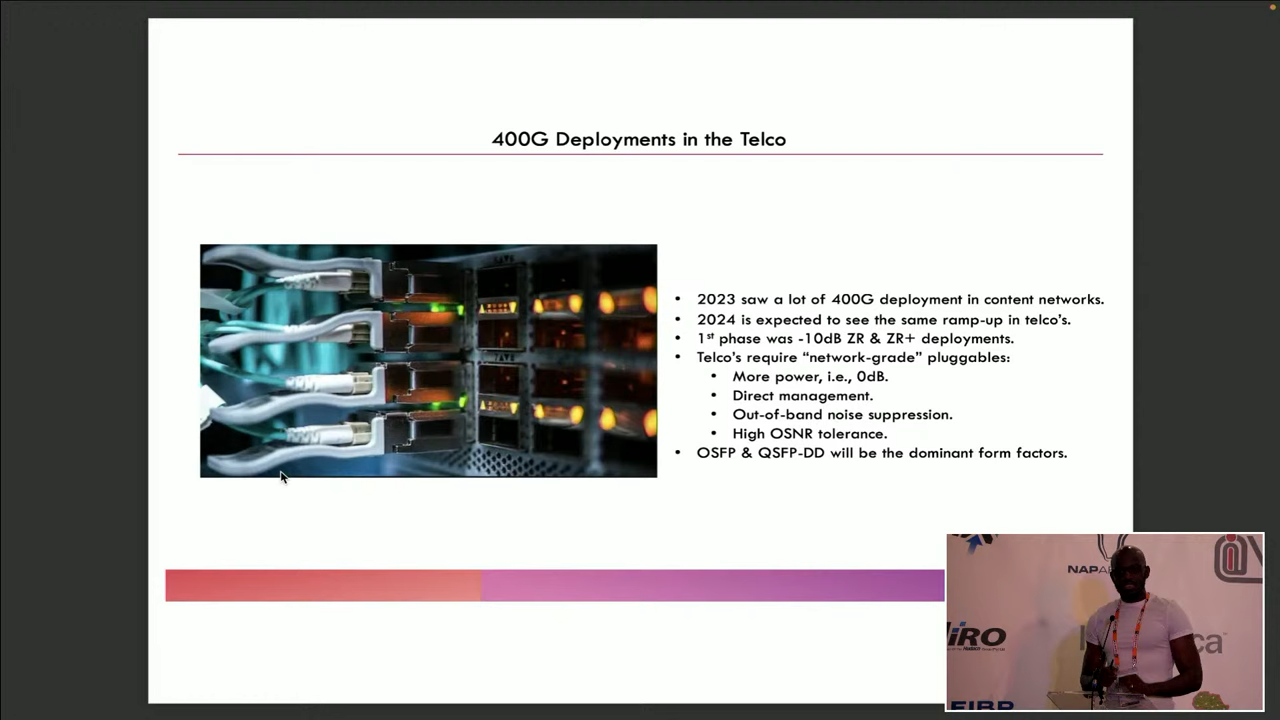 400G Deployments in the Telco
• 2023 saw a lot of 400G deployment in content networks.
• 2024 is expected to see the same ramp-up in telco's.
• 1st phase was -10dB ZR & ZR+ deployments.
• Telco's require “network-grade” pluggables:
• More power, i.e., 0dB.
• Direct management.
• Out-of-band noise suppression.
• High OSNR tolerance.
• OSFP & QSFP-DD will be the dominant form factors.